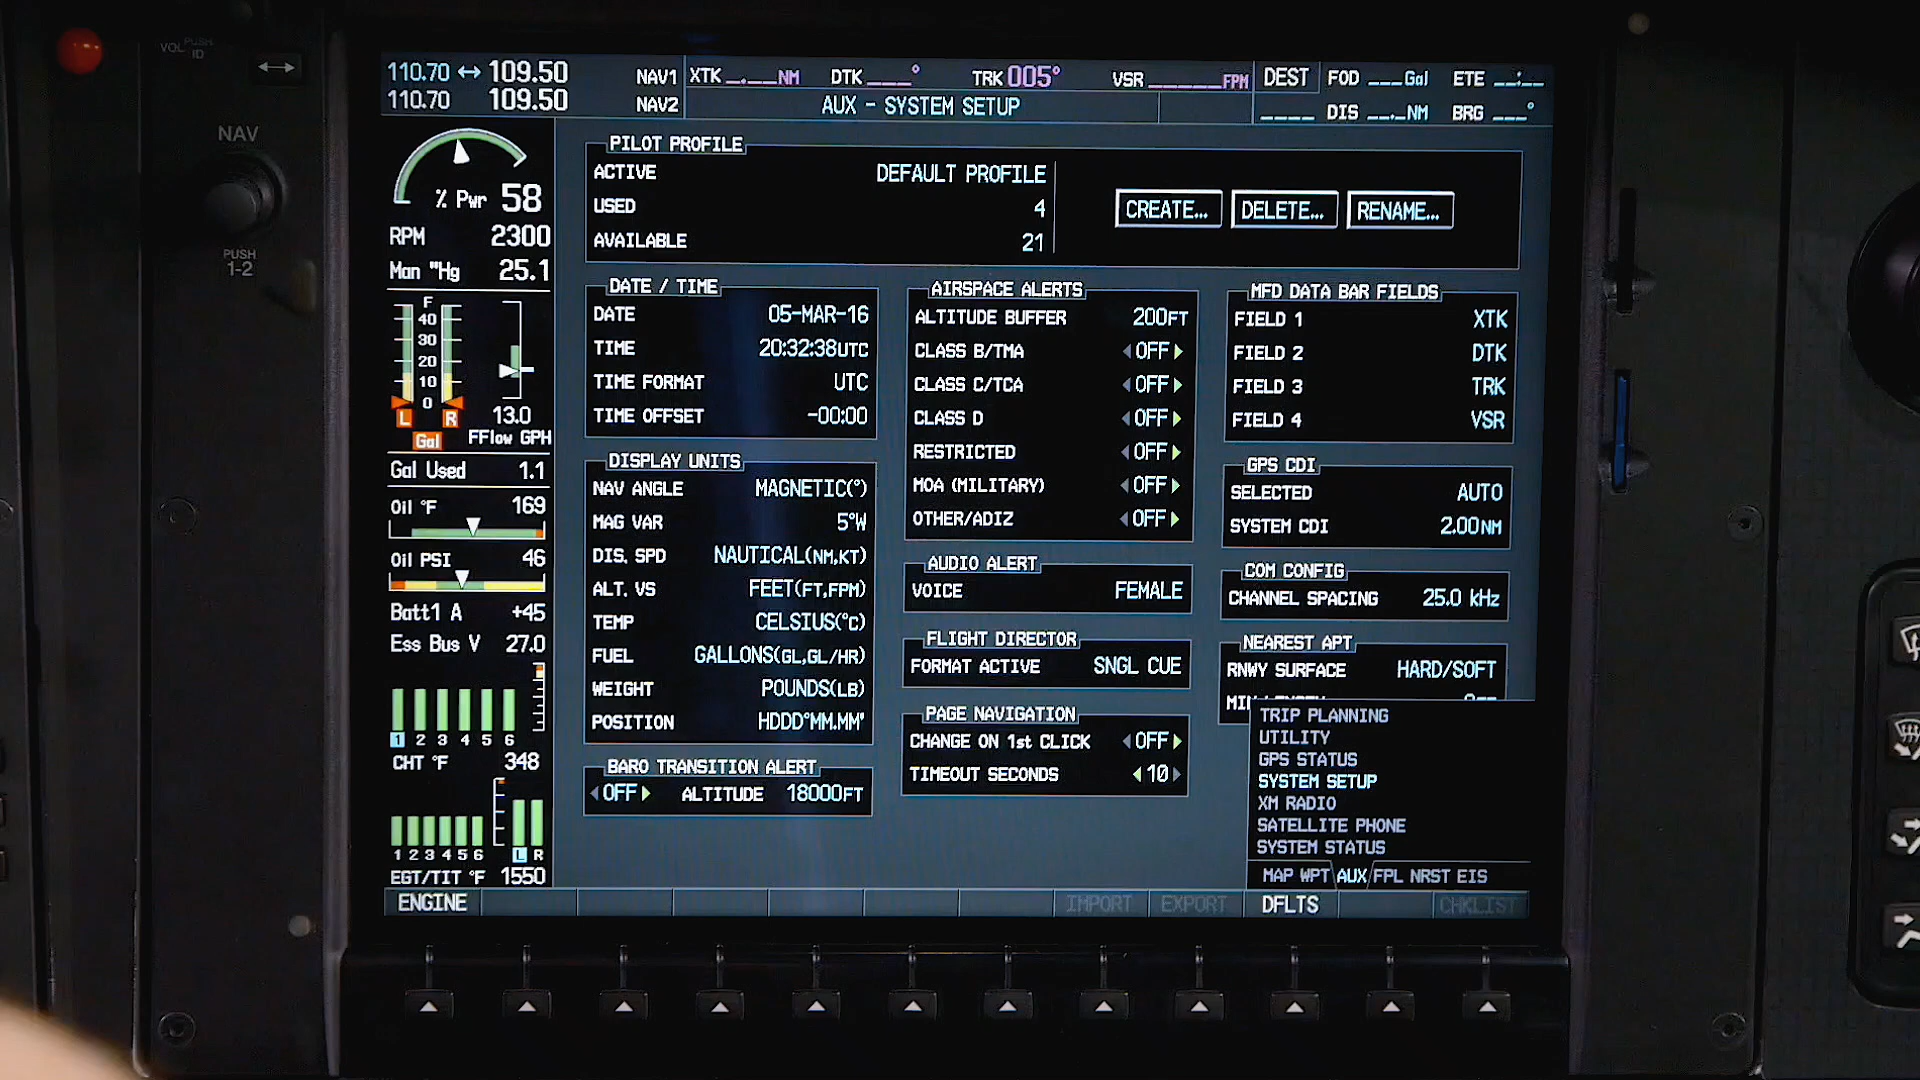 VOL PUSH ID
NAV
PUSH
1-2
110.70 ↔ 109.50 NAV1
110.70 109.50 NAV2
XTK _.__NM DTK ___° TRK 005° VSR _____FPM
AUX - SYSTEM SETUP
DEST FOD ___Gal ETE __:__
____ DIS __._NM BRG ___°
% Pwr 58
RPM 2300
Man "Hg 25.1
F
40
30
20
10
0
L R
Gal
13.0
FFlow GPH
Gal Used 1.1
Oil °F 169
Oil PSI 46
Batt1 A +45
Ess Bus V 27.0
1 2 3 4 5 6
CHT °F 348
1 2 3 4 5 6 L R
EGT/TIT °F 1550
PILOT PROFILE
ACTIVE DEFAULT PROFILE
USED 4
AVAILABLE 21
CREATE... DELETE... RENAME...
DATE / TIME
DATE 05-MAR-16
TIME 20:32:38UTC
TIME FORMAT UTC
TIME OFFSET -00:00
DISPLAY UNITS
NAV ANGLE MAGNETIC(°)
MAG VAR 5°W
DIS, SPD NAUTICAL(NM,KT)
ALT, VS FEET(FT,FPM)
TEMP CELSIUS(°C)
FUEL GALLONS(GL,GL/HR)
WEIGHT POUNDS(LB)
POSITION HDDD°MM.MM'
BARO TRANSITION ALERT
OFF ALTITUDE 18000FT
AIRSPACE ALERTS
ALTITUDE BUFFER 200FT
CLASS B/TMA OFF
CLASS C/TCA OFF
CLASS D OFF
RESTRICTED OFF
MOA (MILITARY) OFF
OTHER/ADIZ OFF
AUDIO ALERT
VOICE FEMALE
FLIGHT DIRECTOR
FORMAT ACTIVE SNGL CUE
PAGE NAVIGATION
CHANGE ON 1st CLICK OFF
TIMEOUT SECONDS 10
MFD DATA BAR FIELDS
FIELD 1 XTK
FIELD 2 DTK
FIELD 3 TRK
FIELD 4 VSR
GPS CDI
SELECTED AUTO
SYSTEM CDI 2.00NM
COM CONFIG
CHANNEL SPACING 25.0 kHz
NEAREST APT
RNWY SURFACE HARD/SOFT
TRIP PLANNING
UTILITY
GPS STATUS
SYSTEM SETUP
XM RADIO
SATELLITE PHONE
SYSTEM STATUS
MAP WPT AUX FPL NRST EIS
ENGINE IMPORT EXPORT DFLTS CHKLIST